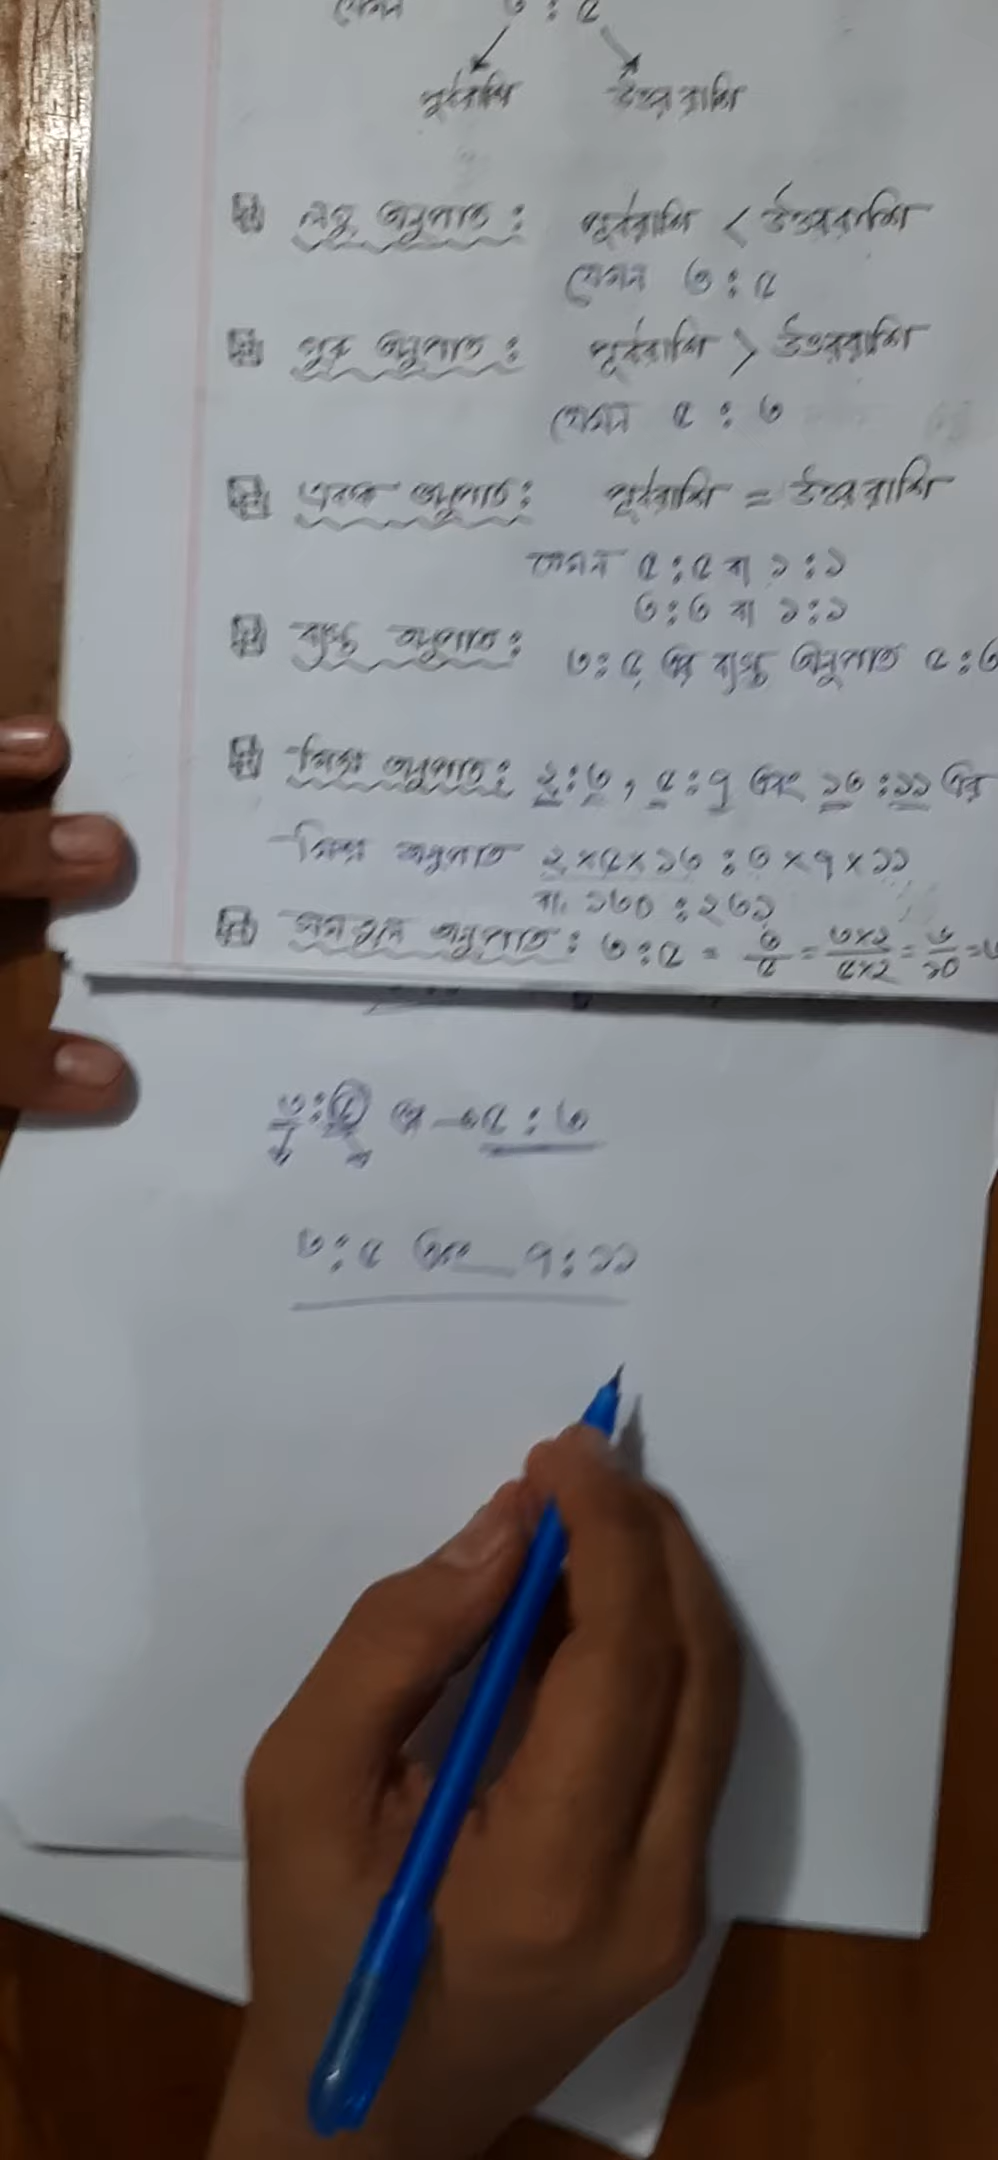 যেমন ৩ : ৫
পূর্বরাশি উত্তর রাশি
লঘু অনুপাত : পূর্বরাশি < উত্তররাশি
যেমন ৩ : ৫
গুরু অনুপাত : পূর্বরাশি > উত্তররাশি
যেমন ৫ : ৩
একক অনুপাত : পূর্বরাশি = উত্তর রাশি
যেমন ৫ : ৫ বা ১ : ১
৩ : ৩ বা ১ : ১
ব্যস্ত অনুপাত : ৩ : ৫ এর ব্যস্ত অনুপাত ৫ : ৩
মিশ্র অনুপাত : ২ : ৩ , ৫ : ৭ এবং ১৩ : ১১ এর
মিশ্র অনুপাত ২ × ৫ × ১৩ : ৩ × ৭ × ১১
বা ১৩০ : ২৩১
সমতুল অনুপাত : ৩ : ৫ = ৩/৫ = ৩×২/৫×২ = ৬/১০ =
৩ : ৫ এর ৫ : ৩
৩ : ৫ এবং ৭ : ১১